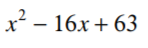 x² − 16x + 63